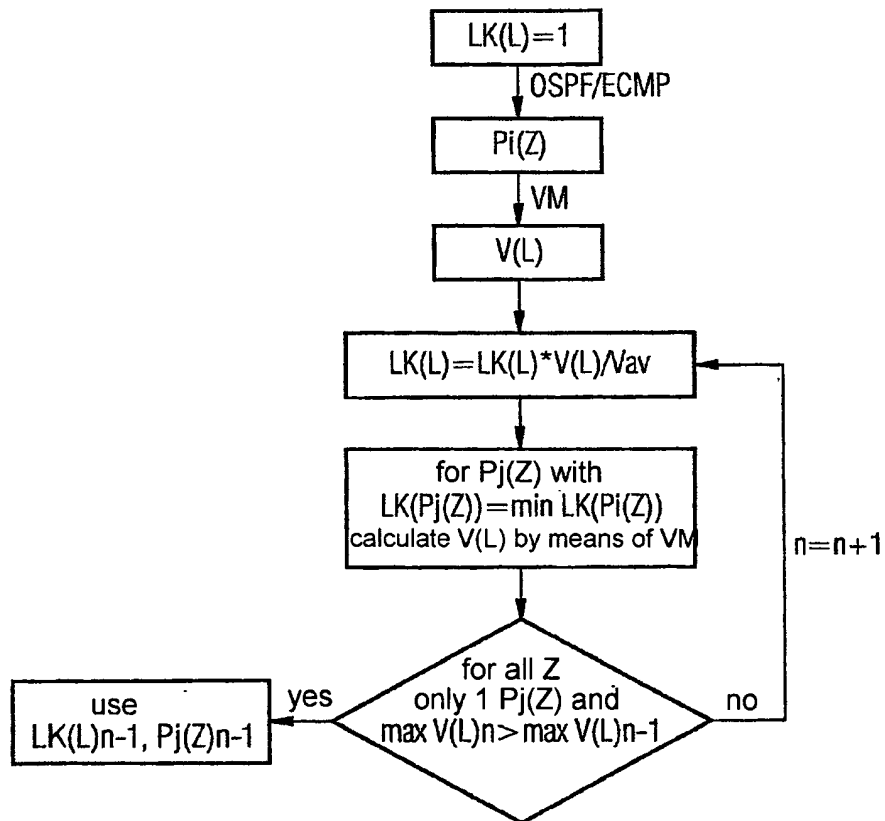 LK(L)=1
OSPF/ECMP
Pi(Z)
VM
V(L)
LK(L)=LK(L)*V(L)/Vav
for Pj(Z) with
LK(Pj(Z))=min LK(Pi(Z))
calculate V(L) by means of VM
n=n+1
for all Z
only 1 Pj(Z) and
max V(L)n>max V(L)n-1
yes
no
use
LK(L)n-1, Pj(Z)n-1